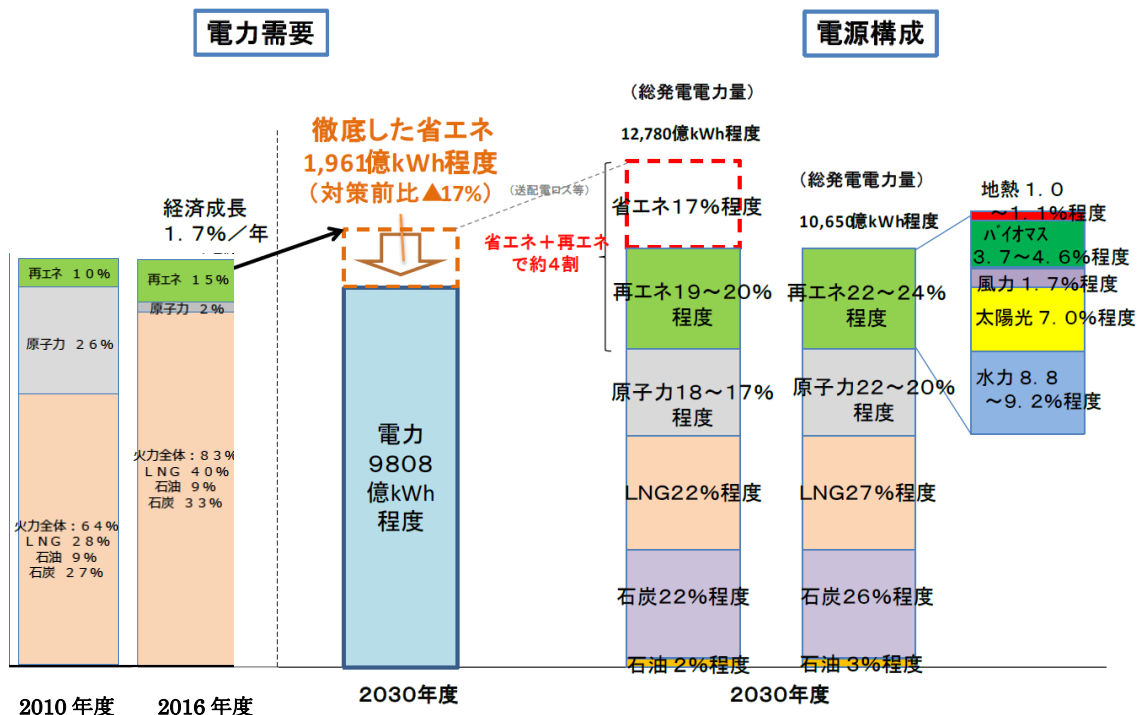 電力需要
電源構成
徹底した省エネ
1,961億kWh程度
(対策前比▲17%)
経済成長
1.7%/年
(送配電ロス等)
再エネ 10%
原子力 26%
火力全体:64%
LNG 28%
石油 9%
石炭 27%
再エネ 15%
原子力 2%
火力全体:83%
LNG 40%
石油 9%
石炭 33%
電力
9808
億kWh
程度
省エネ+再エネ
で約4割
(総発電電力量)
12,780億kWh程度
省エネ17%程度
再エネ19~20%
程度
原子力18~17%
程度
LNG22%程度
石炭22%程度
石油 2%程度
(総発電電力量)
10,650億kWh程度
再エネ22~24%
程度
原子力22~20%
程度
LNG27%程度
石炭26%程度
石油 3%程度
地熱 1.0
~1.1%程度
バイオマス
3.7~4.6%程度
風力 1.7%程度
太陽光 7.0%程度
水力 8.8
~9.2%程度
2010 年度
2016 年度
2030年度
2030年度